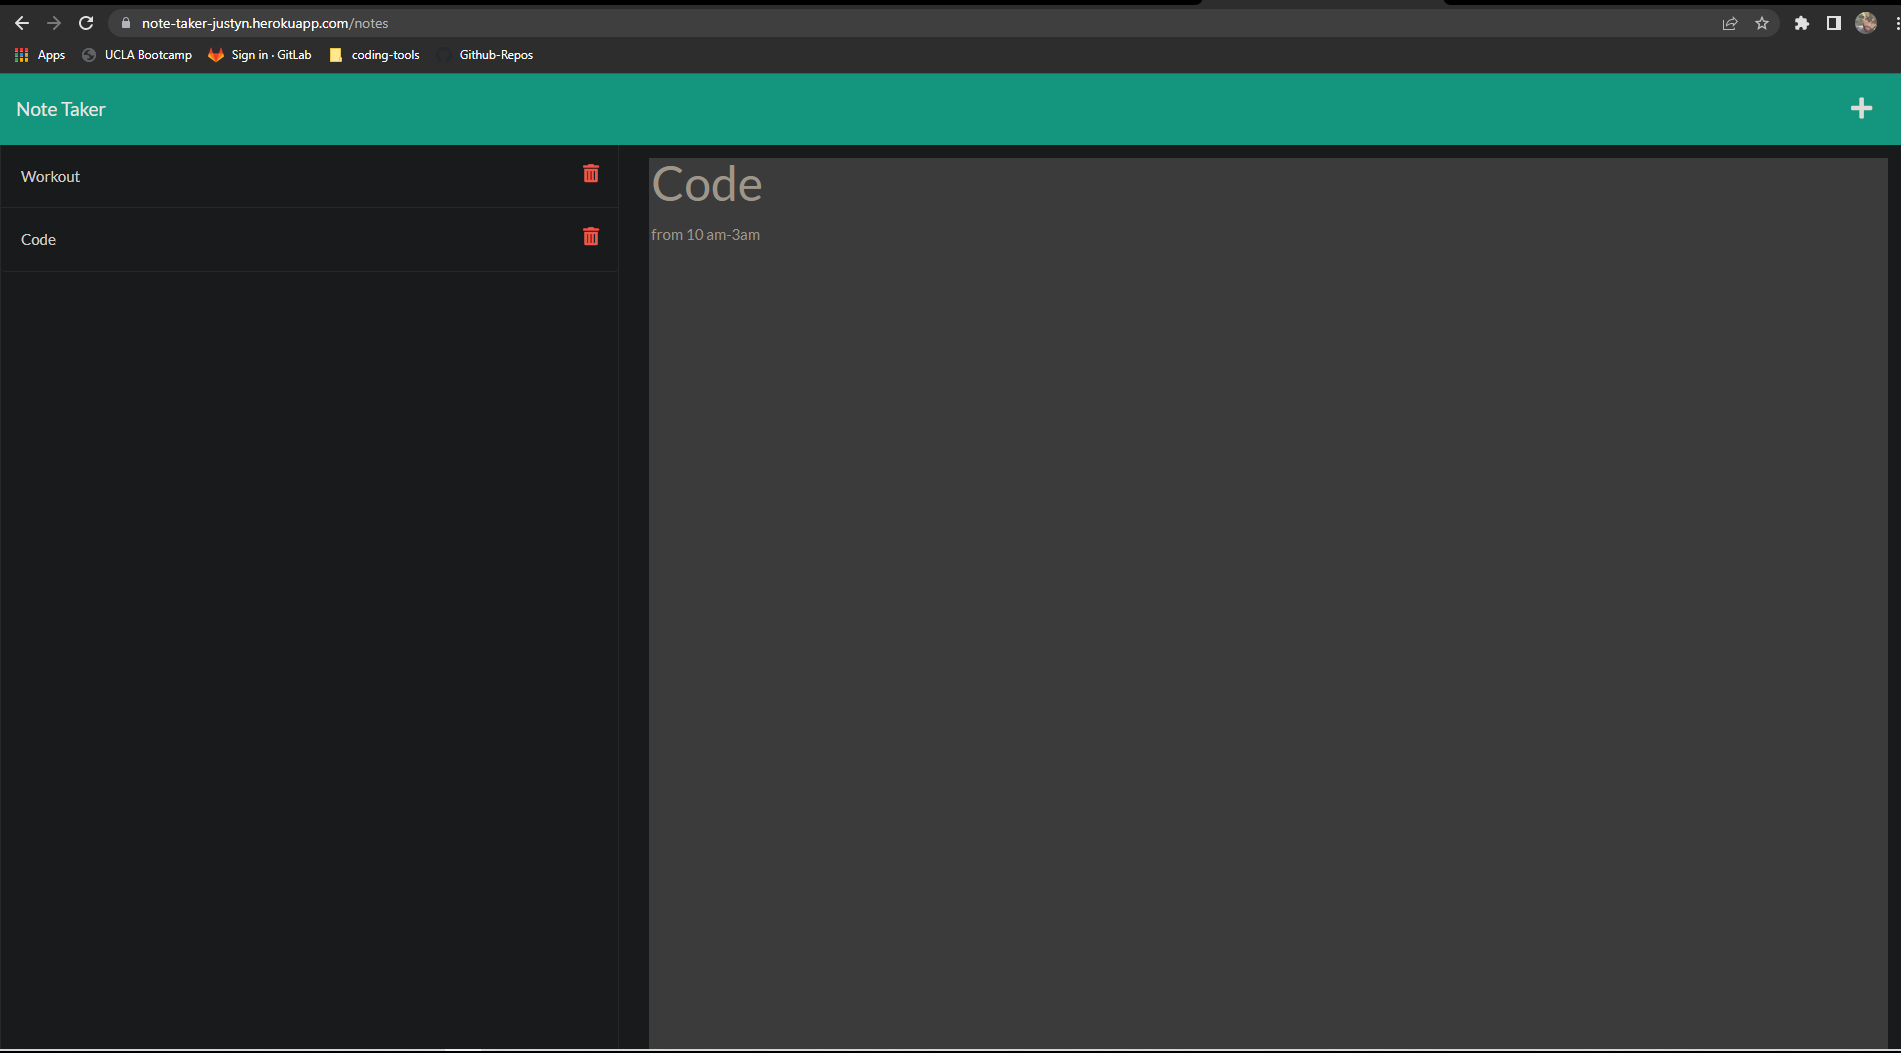 note-taker-justyn.herokuapp.com/notes
Apps UCLA Bootcamp Sign in · GitLab coding-tools Github-Repos
Note Taker
Workout
Code
Code
from 10 am-3am